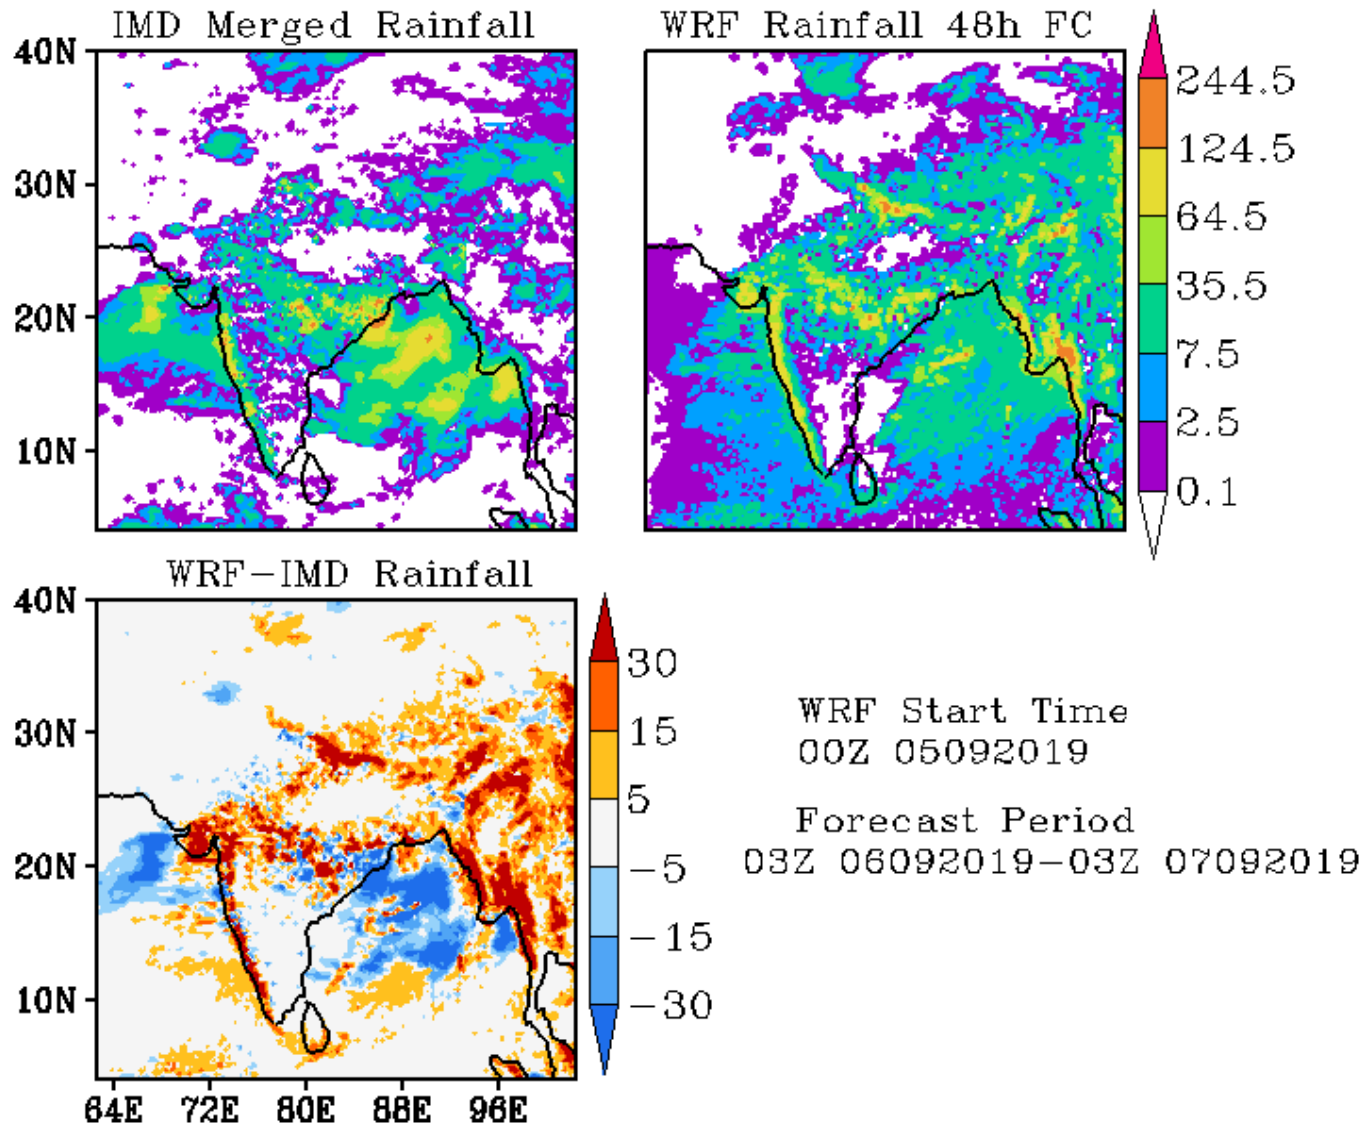 IMD Merged Rainfall
WRF Rainfall 48h FC
40N
30N
20N
10N
244.5
124.5
64.5
35.5
7.5
2.5
0.1
WRF-IMD Rainfall
40N
30N
20N
10N
64E 72E 80E 88E 96E
30
15
5
-5
-15
-30
WRF Start Time
00Z 05092019
Forecast Period
03Z 06092019-03Z 07092019